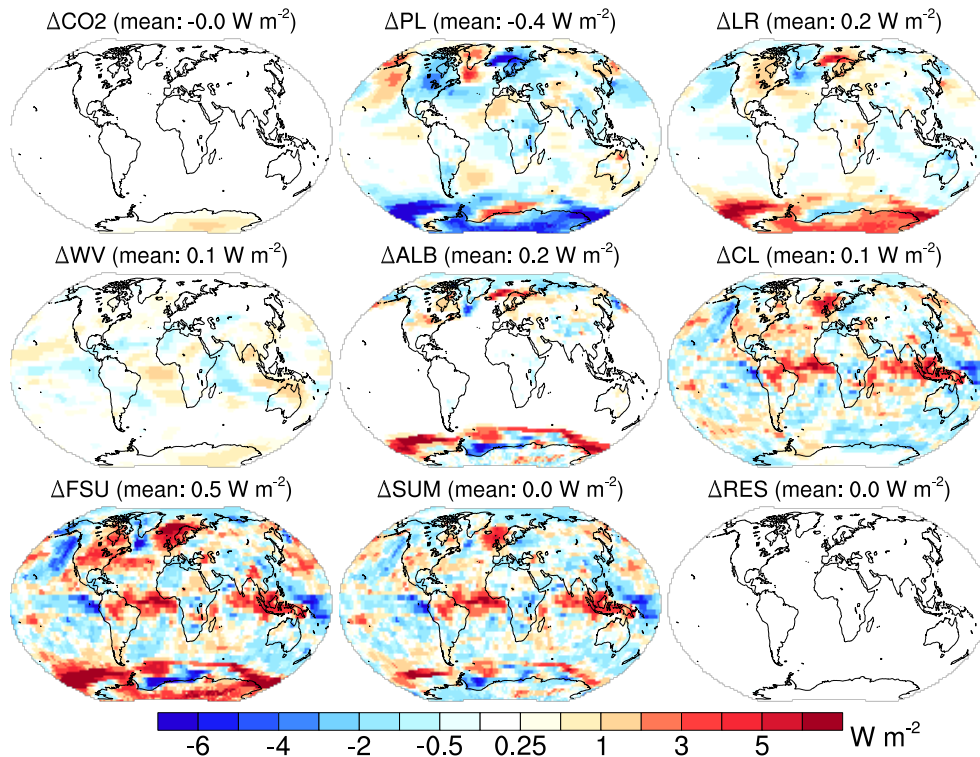 ΔCO2 (mean: -0.0 W m⁻²)
ΔPL (mean: -0.4 W m⁻²)
ΔLR (mean: 0.2 W m⁻²)
ΔWV (mean: 0.1 W m⁻²)
ΔALB (mean: 0.2 W m⁻²)
ΔCL (mean: 0.1 W m⁻²)
ΔFSU (mean: 0.5 W m⁻²)
ΔSUM (mean: 0.0 W m⁻²)
ΔRES (mean: 0.0 W m⁻²)
-6 -4 -2 -0.5 0.25 1 3 5 W m⁻²